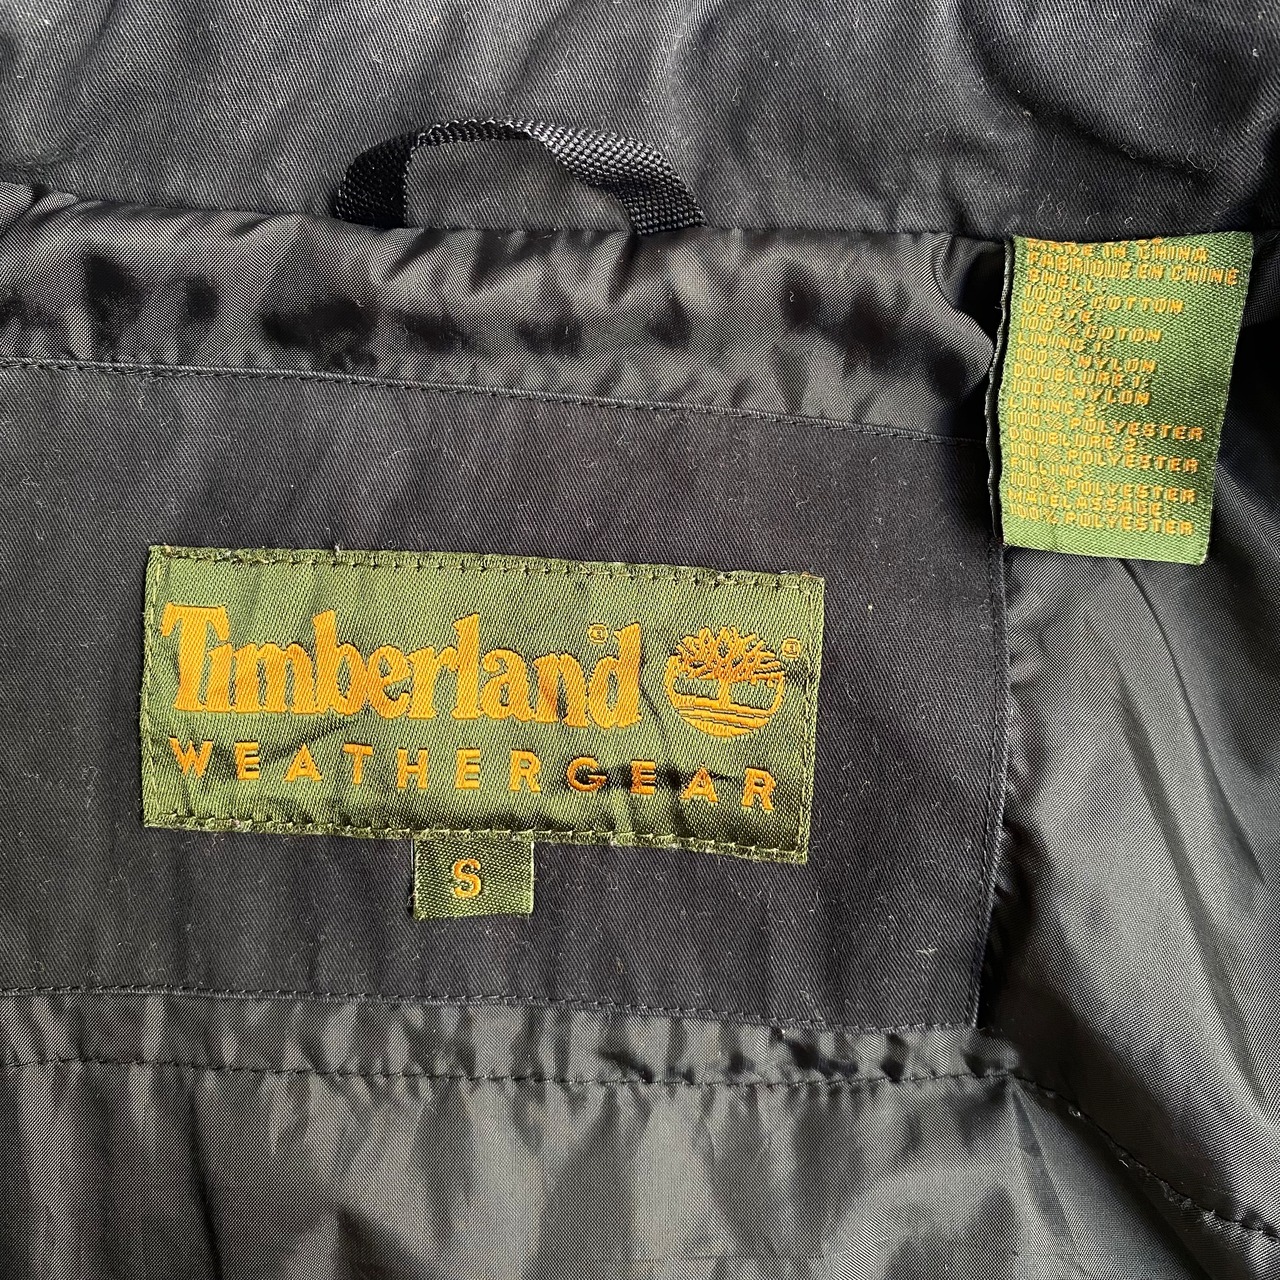 MADE IN CHINA
FABRIQUE EN CHINE
SHELL
100% COTTON
VESTE
100% COTON
LINING 1:
100% NYLON
DOUBLURE 1:
100% NYLON
LINING 2:
100% POLYESTER
DOUBLURE 2:
100% POLYESTER
FILLING:
100% POLYESTER
MATELASSAGE:
100% POLYESTER
Timberland ® ®
WEATHERGEAR
S